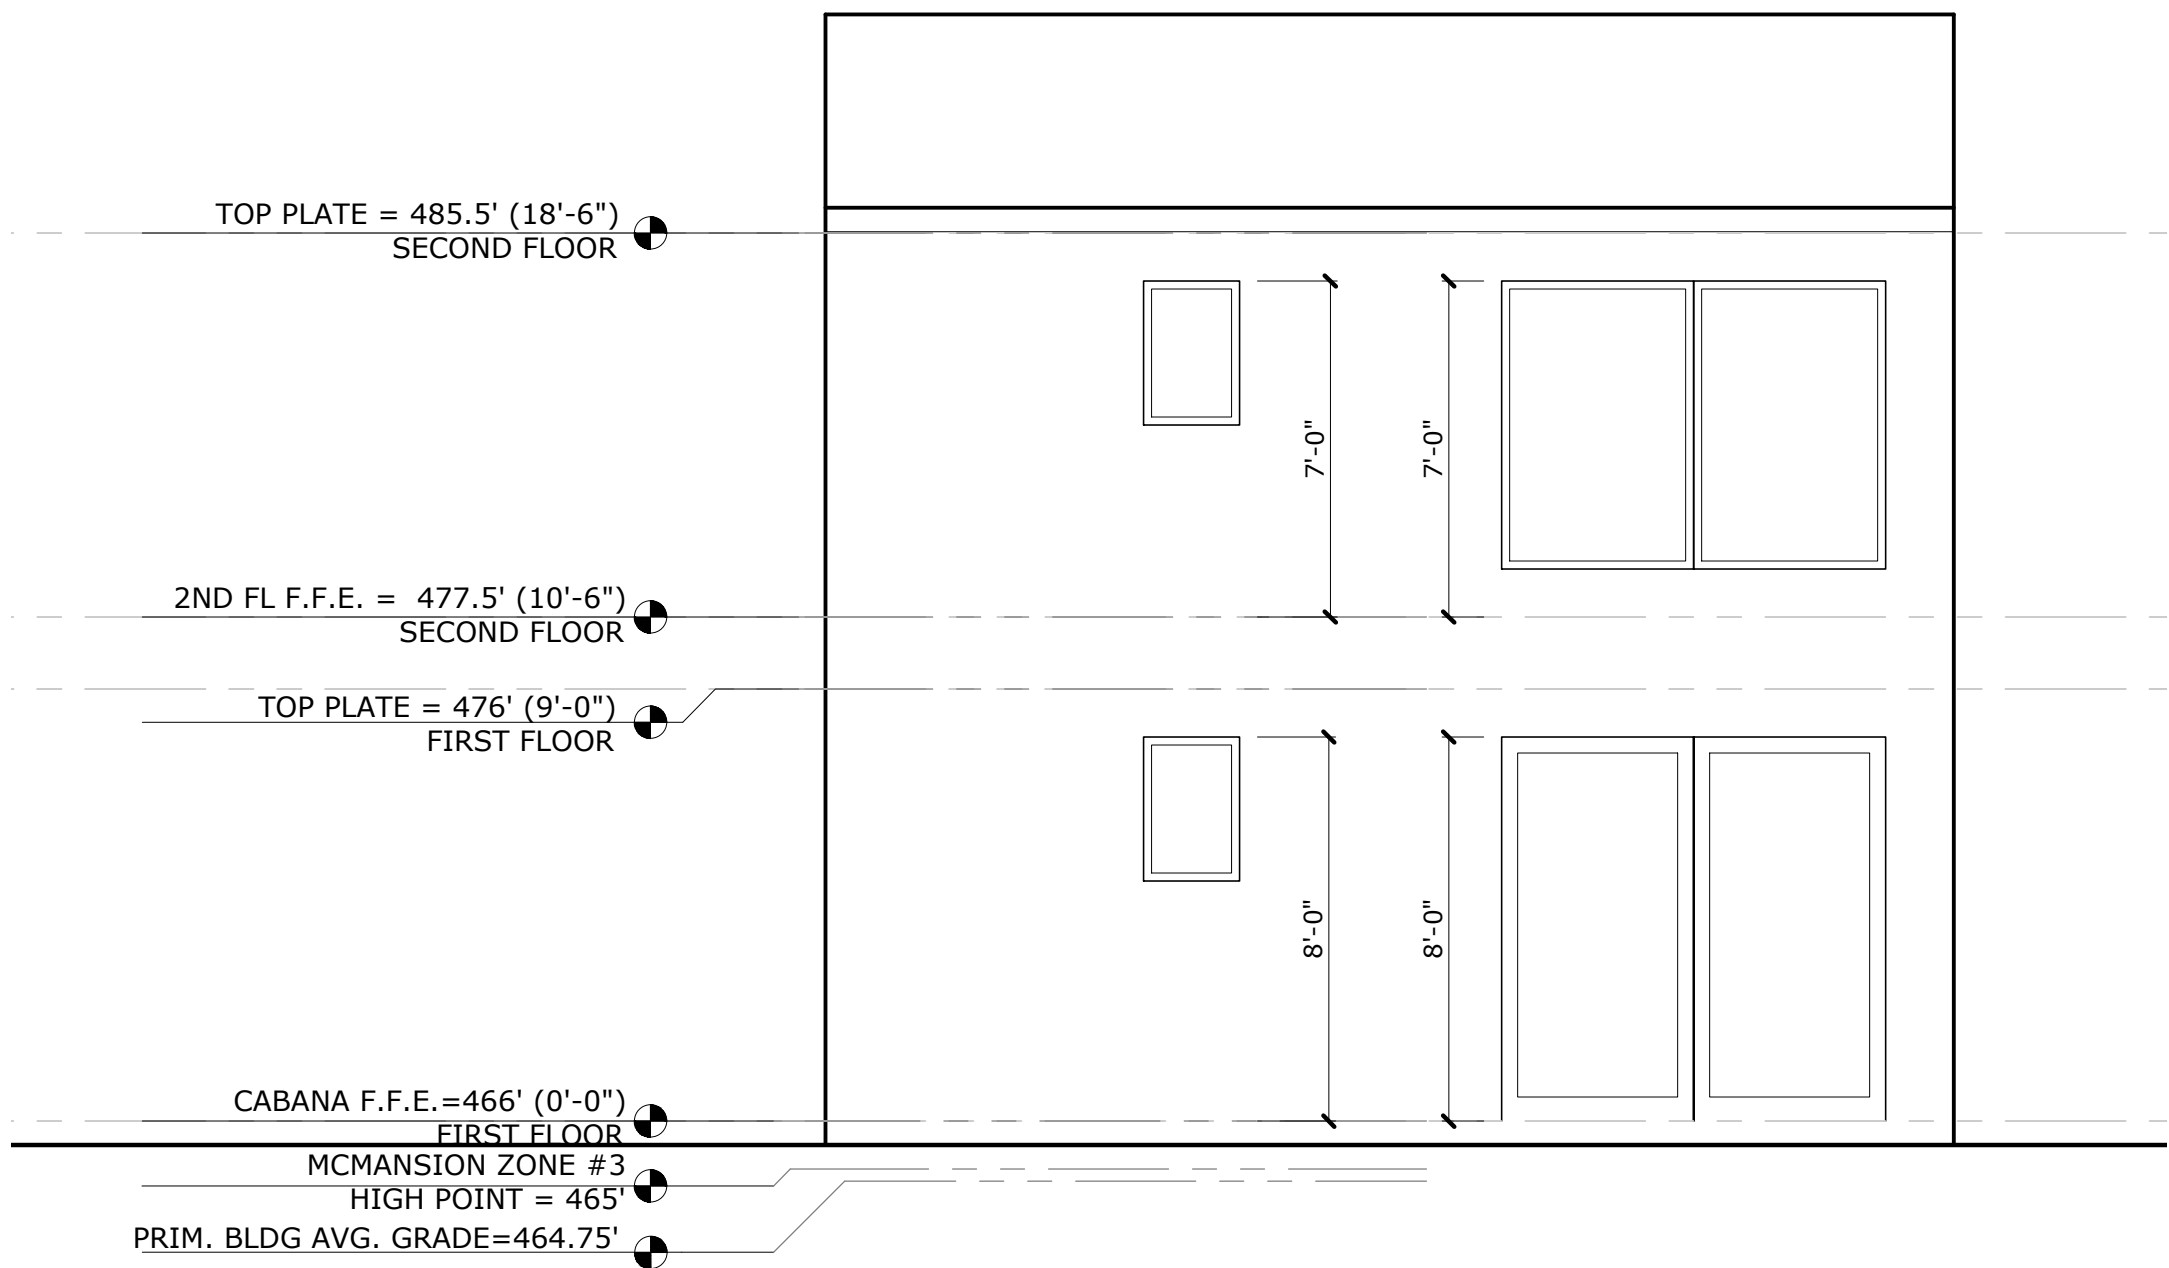 TOP PLATE = 485.5' (18'-6")
SECOND FLOOR
7'-0"
7'-0"
2ND FL F.F.E. =  477.5' (10'-6")
SECOND FLOOR
TOP PLATE = 476' (9'-0")
FIRST FLOOR
8'-0"
8'-0"
CABANA F.F.E.=466' (0'-0")
FIRST FLOOR
MCMANSION ZONE #3
HIGH POINT = 465'
PRIM. BLDG AVG. GRADE=464.75'